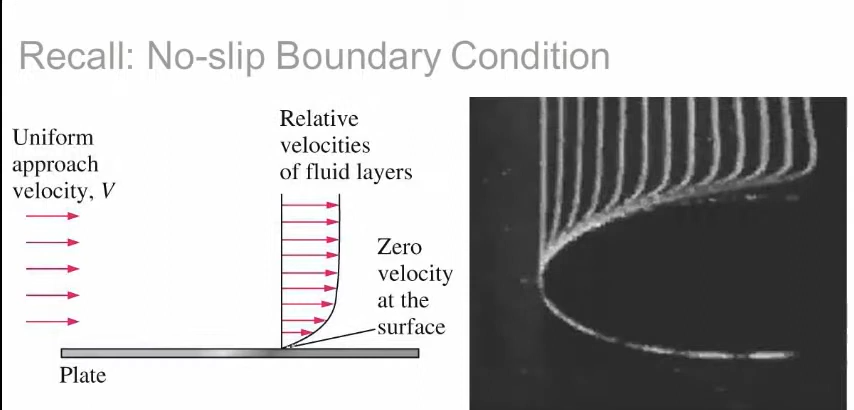 Recall: No-slip Boundary Condition
Uniform
approach
velocity, V
Relative
velocities
of fluid layers
Zero
velocity
at the
surface
Plate